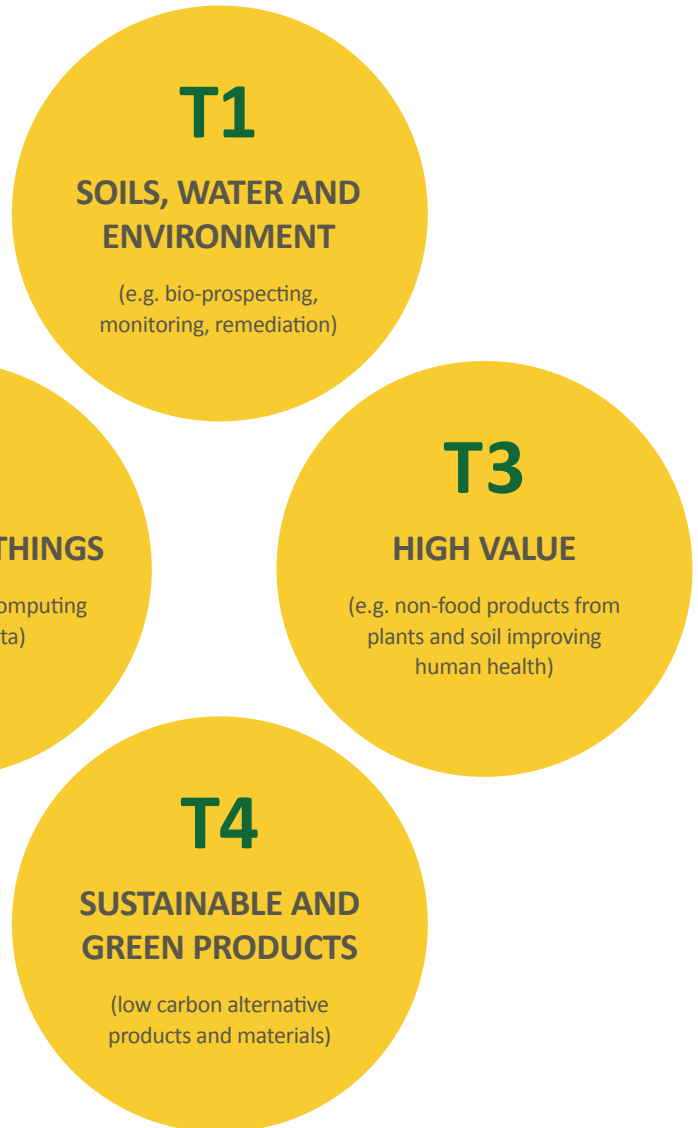 T1
SOILS, WATER AND
ENVIRONMENT
(e.g. bio-prospecting,
monitoring, remediation)
THINGS
omputing
ta)
T3
HIGH VALUE
(e.g. non-food products from
plants and soil improving
human health)
T4
SUSTAINABLE AND
GREEN PRODUCTS
(low carbon alternative
products and materials)